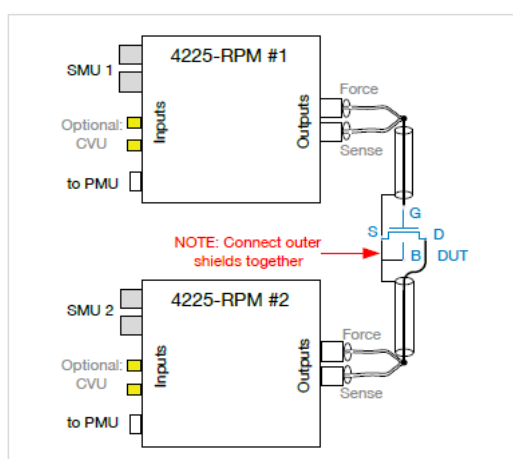 4225-RPM #1
SMU 1
Optional:
CVU
to PMU
Inputs
Outputs
Force
Sense
G
S
D
B
DUT
NOTE: Connect outer
shields together
4225-RPM #2
SMU 2
Optional:
CVU
to PMU
Inputs
Outputs
Force
Sense